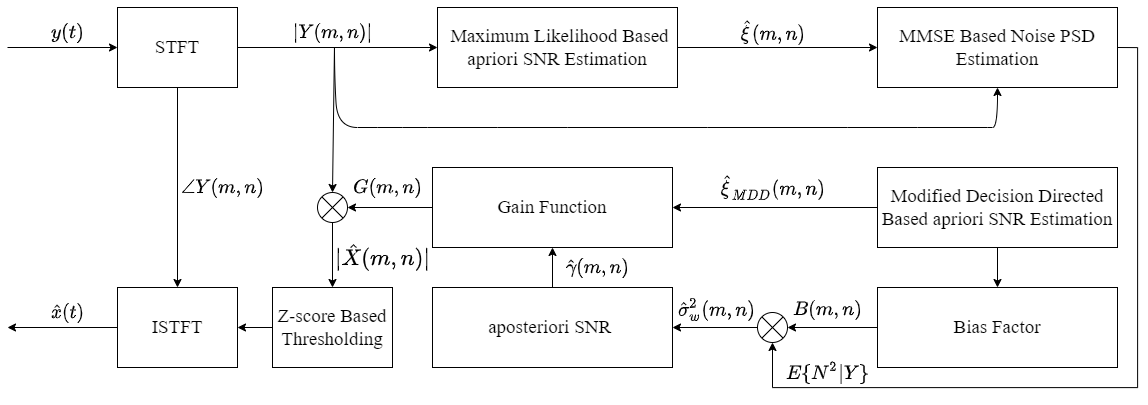 y(t)
STFT
|Y(m,n)|
Maximum Likelihood Based
apriori SNR Estimation
ξ̂(m,n)
MMSE Based Noise PSD
Estimation
∠Y(m,n)
G(m,n)
Gain Function
ξ̂_MDD(m,n)
Modified Decision Directed
Based apriori SNR Estimation
|X̂(m,n)|
γ̂(m,n)
x̂(t)
ISTFT
Z-score Based
Thresholding
aposteriori SNR
σ̂²_w(m,n)
B(m,n)
Bias Factor
E{N²|Y}